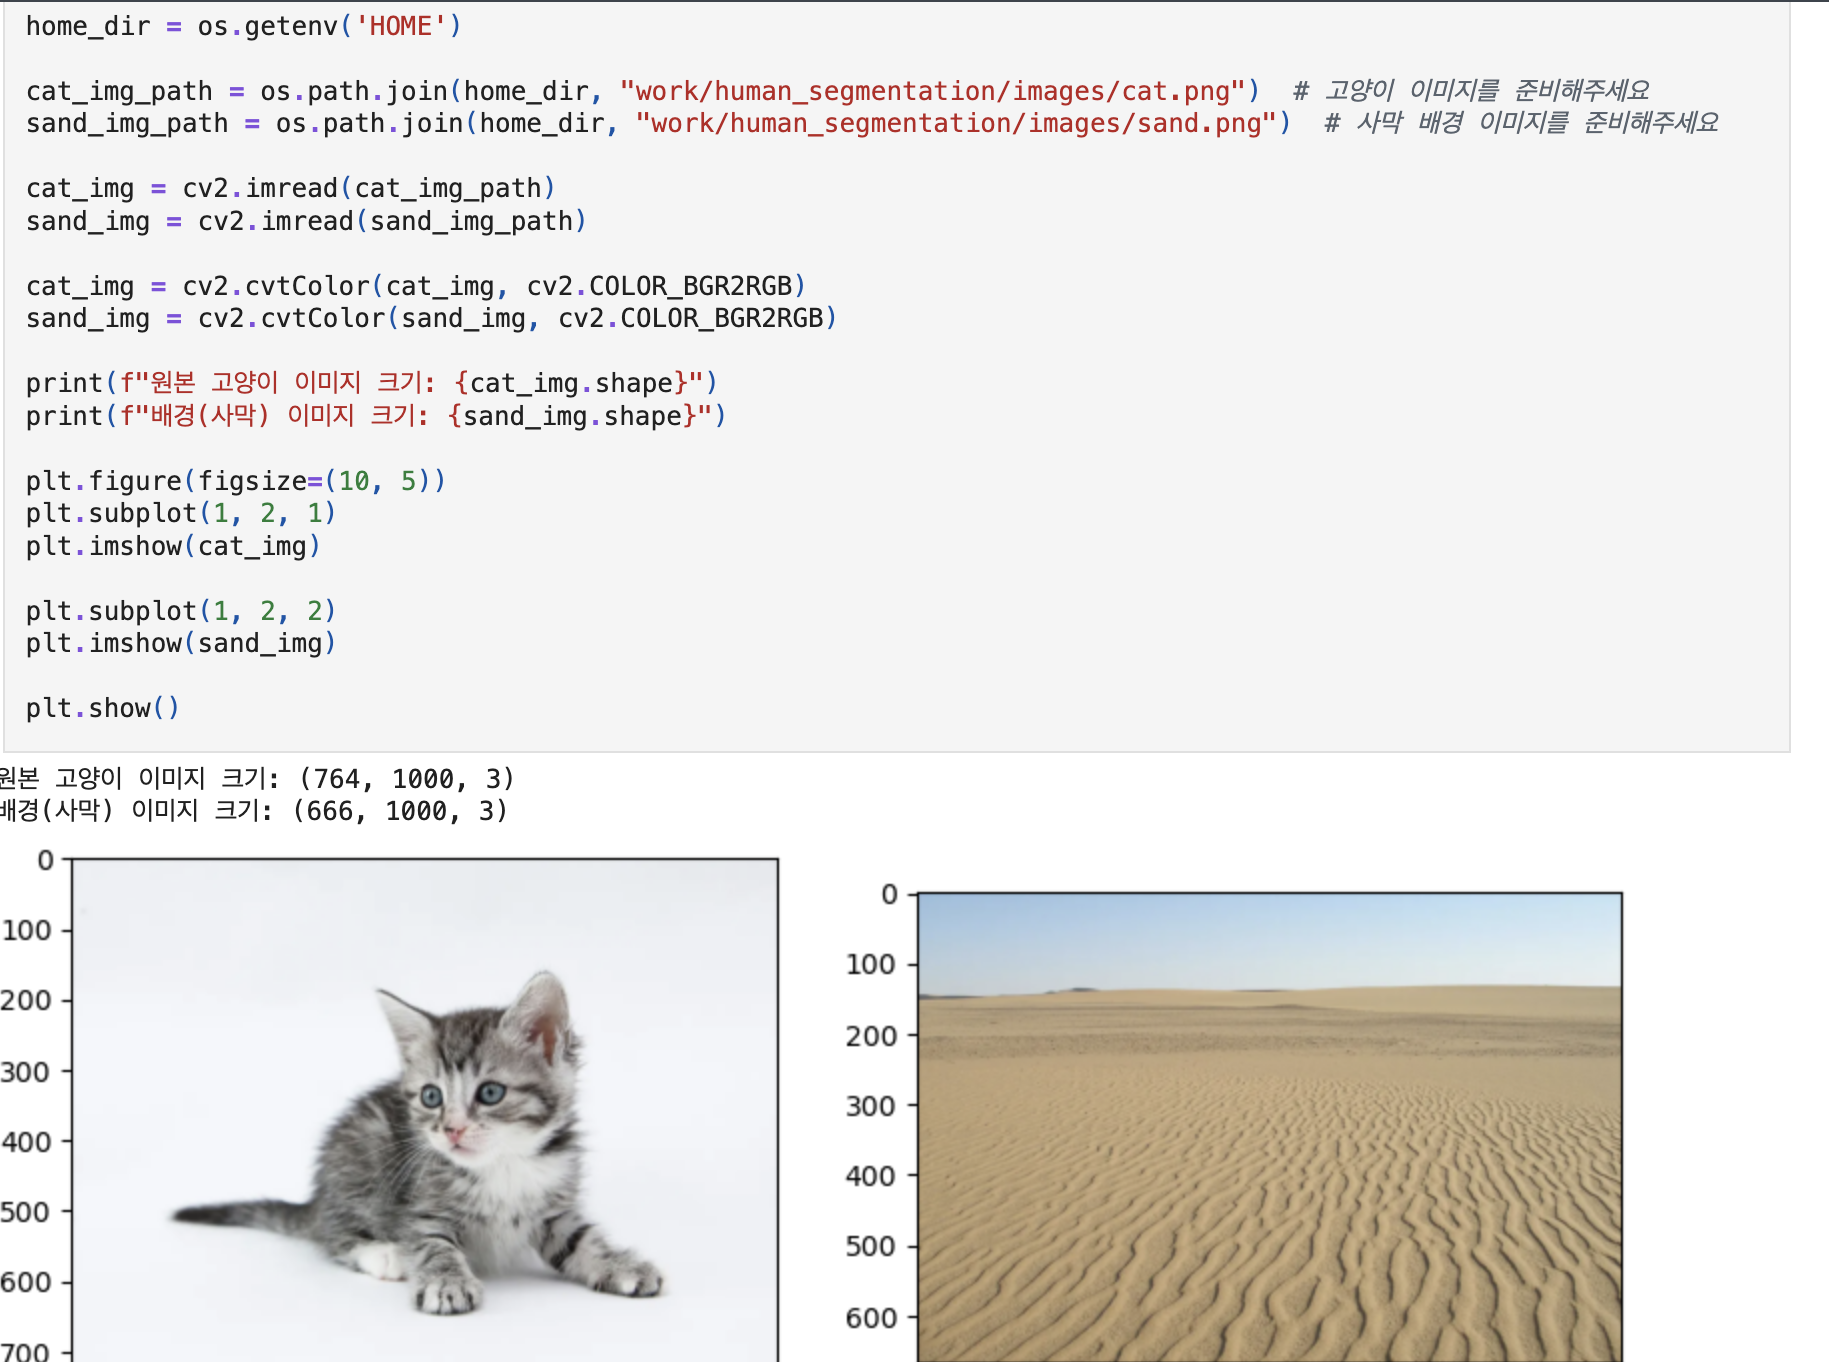 home_dir = os.getenv('HOME')
cat_img_path = os.path.join(home_dir, "work/human_segmentation/images/cat.png")  # 고양이 이미지를 준비해주세요
sand_img_path = os.path.join(home_dir, "work/human_segmentation/images/sand.png")  # 사막 배경 이미지를 준비해주세요
cat_img = cv2.imread(cat_img_path)
sand_img = cv2.imread(sand_img_path)
cat_img = cv2.cvtColor(cat_img, cv2.COLOR_BGR2RGB)
sand_img = cv2.cvtColor(sand_img, cv2.COLOR_BGR2RGB)
print(f"원본 고양이 이미지 크기: {cat_img.shape}")
print(f"배경(사막) 이미지 크기: {sand_img.shape}")
plt.figure(figsize=(10, 5))
plt.subplot(1, 2, 1)
plt.imshow(cat_img)
plt.subplot(1, 2, 2)
plt.imshow(sand_img)
plt.show()
원본 고양이 이미지 크기: (764, 1000, 3)
배경(사막) 이미지 크기: (666, 1000, 3)
0
100
200
300
400
500
600
700
0
100
200
300
400
500
600